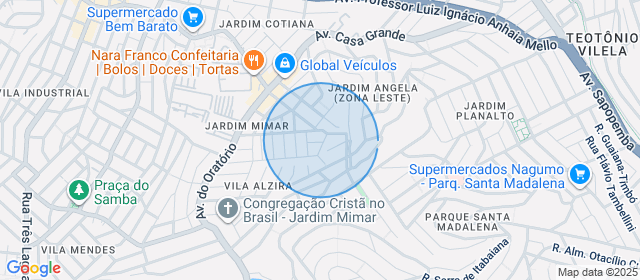 Supermercado
Bem Barato
JARDIM COTIANA
Av. Professor Luiz Ignácio Anhaia Mello
Av. Casa Grande
TEOTÔNIO
VILELA
Nara Franco Confeitaria
| Bolos | Doces | Tortas
Global Veículos
Av. Sapopemba
VILA INDUSTRIAL
JARDIM ANGELA
(ZONA LESTE)
JARDIM
PLANALTO
JARDIM MIMAR
R. Guaiana-Timbó
Rua Flávio Tambellini
Av. do Oratório
Supermercados Nagumo
- Parq. Santa Madalena
Praça do
Samba
VILA ALZIRA
Congregação Cristã no
Brasil - Jardim Mimar
PARQUE SANTA
MADALENA
Rua Três Lagoas
VILA MENDES
R. Serra de Itabaiana
R. Alm. Otacílio C
Google
Map data ©2025